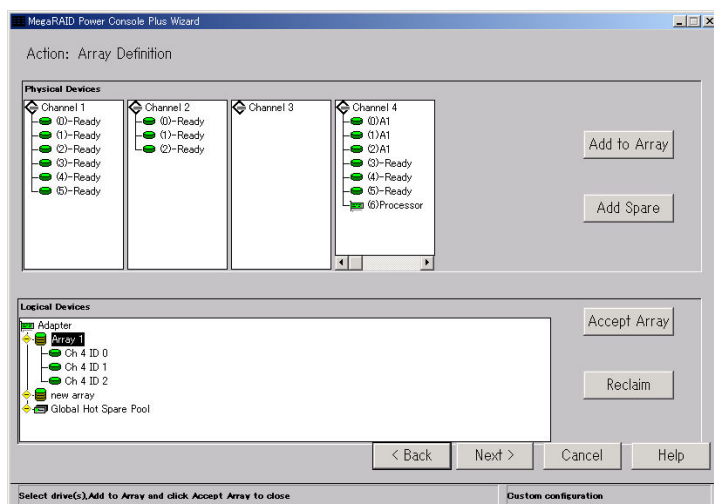 MegaRAID Power Console Plus Wizard
Action: Array Definition
Physical Devices
Channel 1
(0)-Ready
(1)-Ready
(2)-Ready
(3)-Ready
(4)-Ready
(5)-Ready
Channel 2
(0)-Ready
(1)-Ready
(2)-Ready
Channel 3
Channel 4
(0)A1
(1)A1
(2)A1
(3)-Ready
(4)-Ready
(5)-Ready
(6)Processor
Add to Array
Add Spare
Logical Devices
Adapter
Array 1
Ch 4 ID 0
Ch 4 ID 1
Ch 4 ID 2
new array
Global Hot Spare Pool
Accept Array
Reclaim
< Back
Next >
Cancel
Help
Select drive(s),Add to Array and click Accept Array to close
Custom configuration